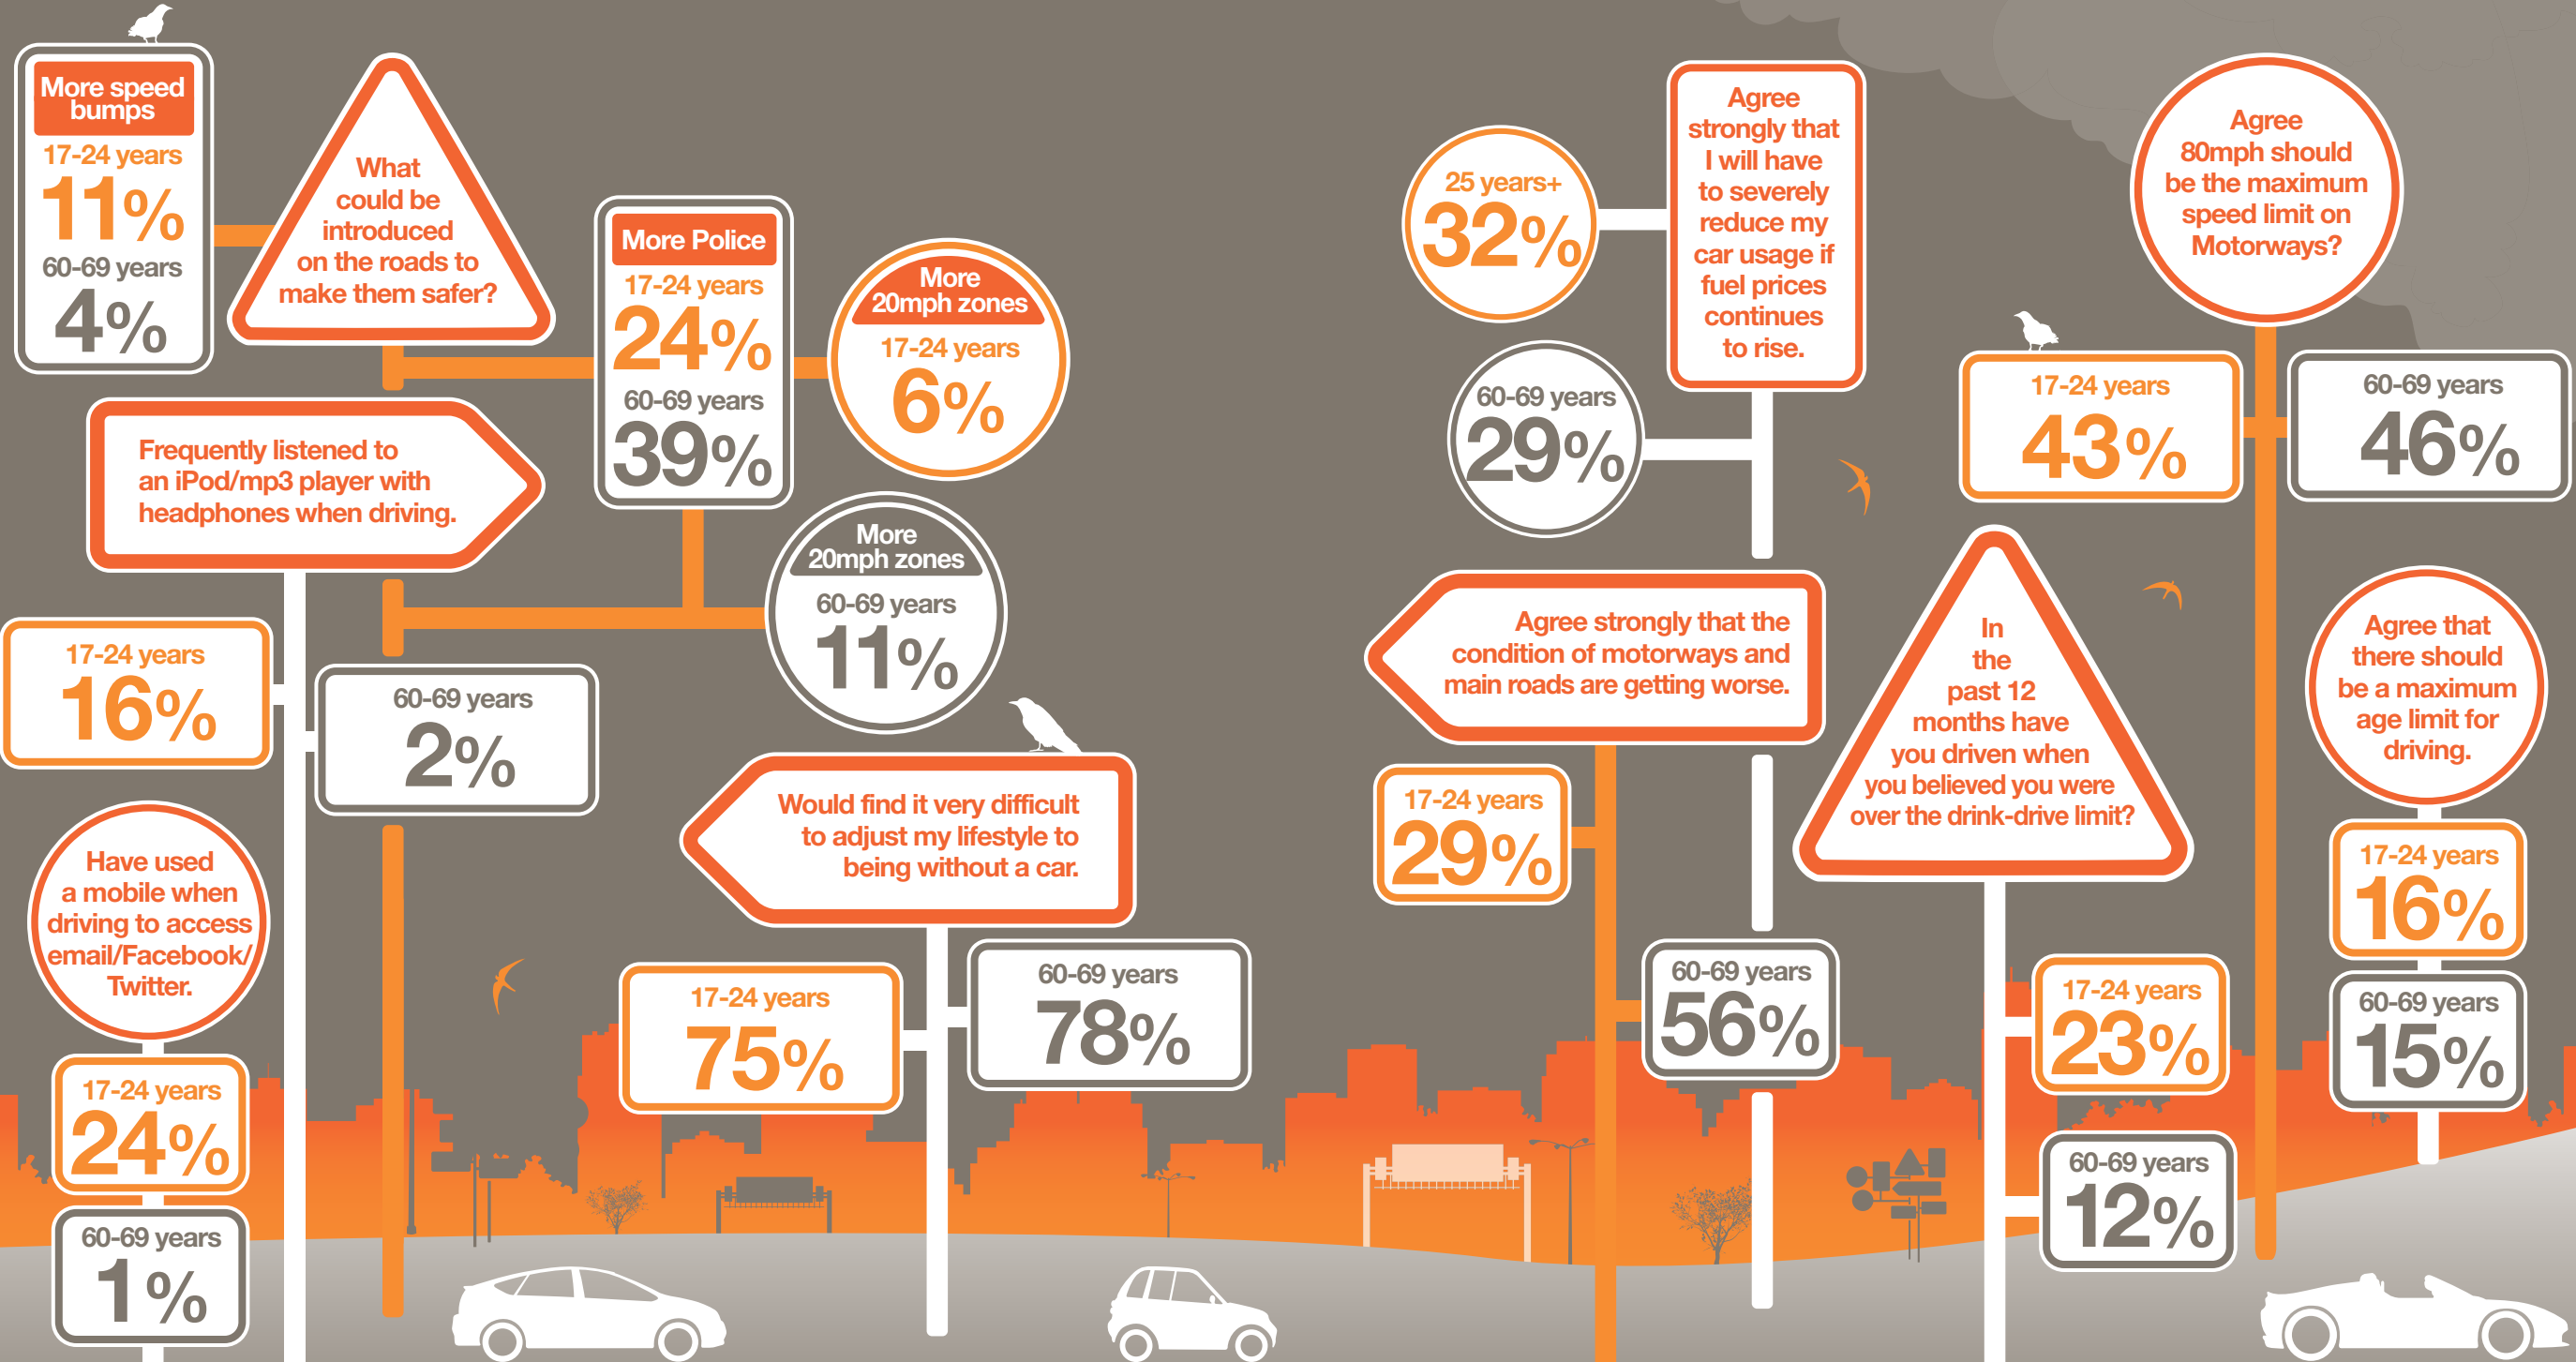 More speed
bumps
17-24 years
11%
60-69 years
4%
What
could be
introduced
on the roads to
make them safer?
More Police
17-24 years
24%
60-69 years
39%
More
20mph zones
17-24 years
6%
More
20mph zones
60-69 years
11%
Frequently listened to
an iPod/mp3 player with
headphones when driving.
17-24 years
16%
60-69 years
2%
Have used
a mobile when
driving to access
email/Facebook/
Twitter.
17-24 years
24%
60-69 years
1%
Would find it very difficult
to adjust my lifestyle to
being without a car.
17-24 years
75%
60-69 years
78%
Agree
strongly that
I will have
to severely
reduce my
car usage if
fuel prices
continues
to rise.
25 years+
32%
60-69 years
29%
Agree strongly that the
condition of motorways and
main roads are getting worse.
17-24 years
29%
60-69 years
56%
In
the
past 12
months have
you driven when
you believed you were
over the drink-drive limit?
17-24 years
23%
60-69 years
12%
Agree
80mph should
be the maximum
speed limit on
Motorways?
17-24 years
43%
60-69 years
46%
Agree that
there should
be a maximum
age limit for
driving.
17-24 years
16%
60-69 years
15%